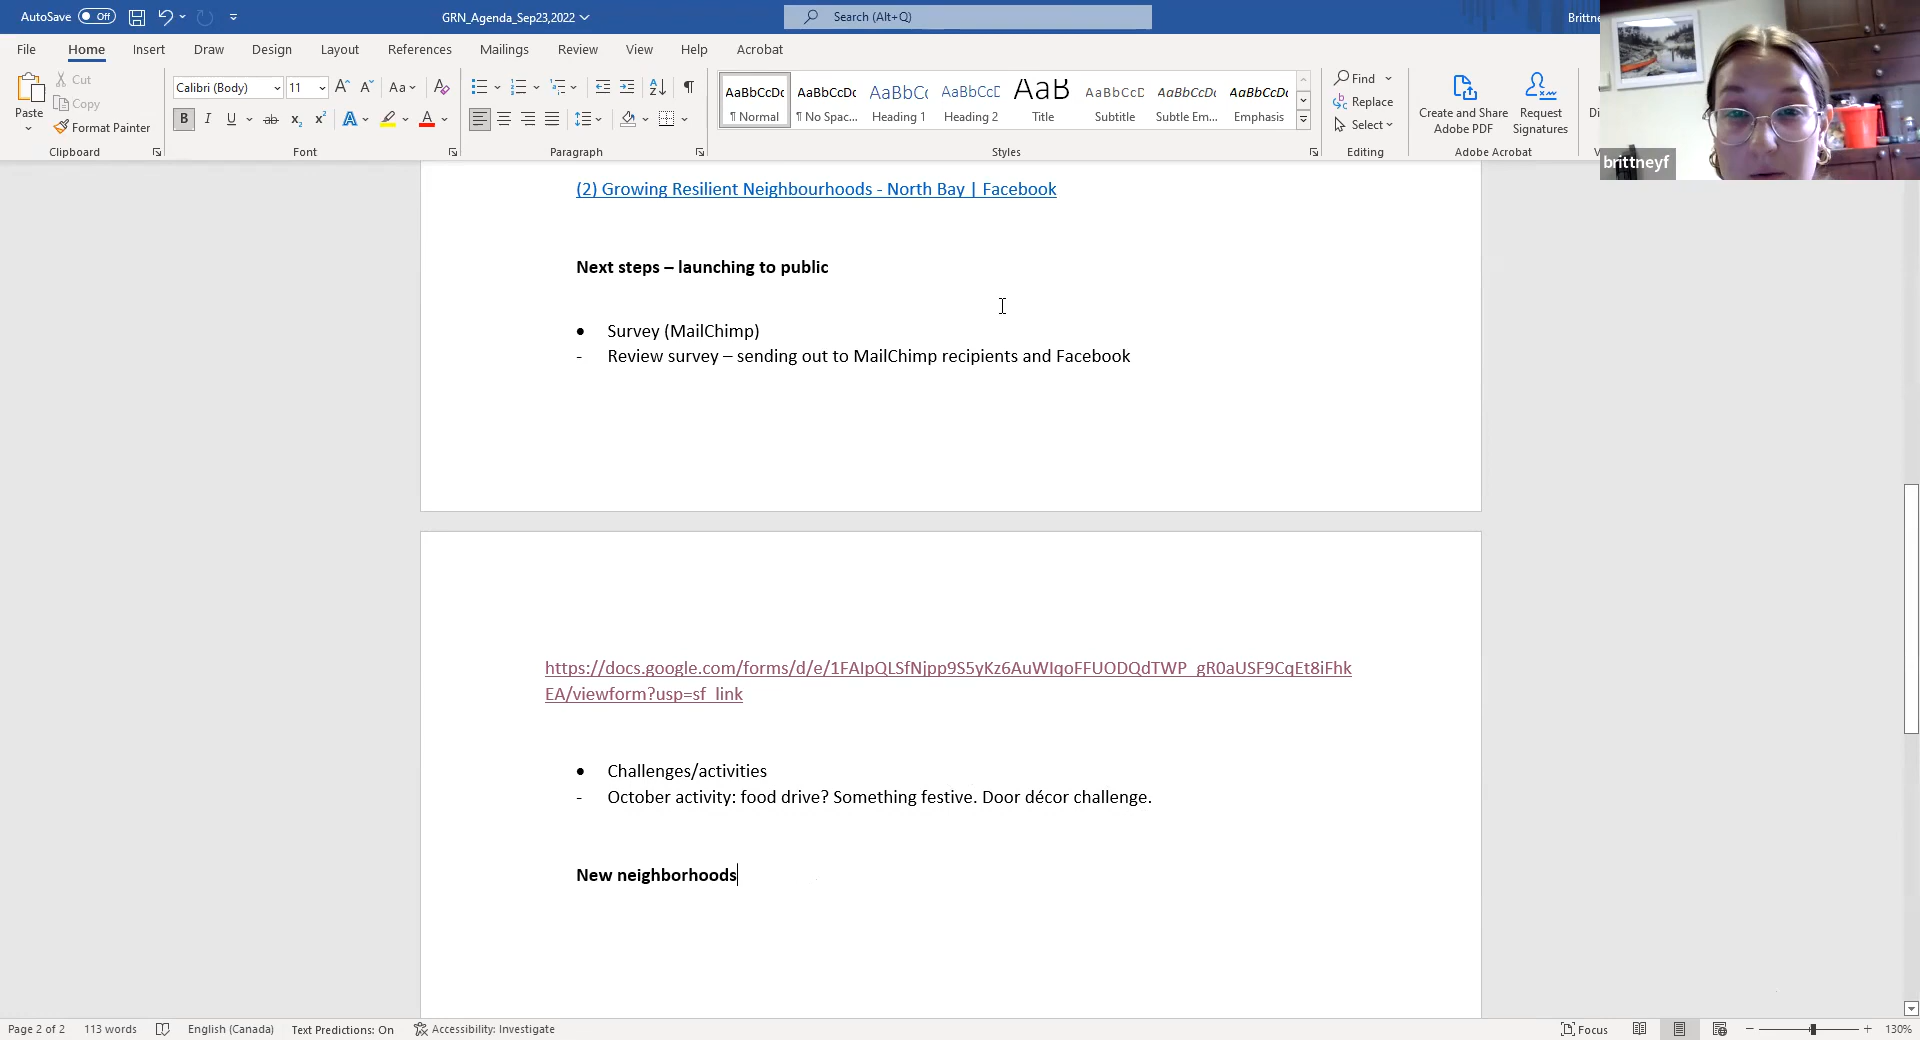 AutoSave Off GRN_Agenda_Sep23,2022 Search (Alt+Q)
File Home Insert Draw Design Layout References Mailings Review View Help Acrobat
Paste
Cut
Copy
Format Painter
Clipboard
Calibri (Body) 11
Font
Paragraph
AaBbCcDc AaBbCcDc AaBbCc AaBbCcD AaB AaBbCcD AaBbCcDc AaBbCcDc
¶ Normal ¶ No Spac... Heading 1 Heading 2 Title Subtitle Subtle Em... Emphasis
Styles
Find
Replace
Select
Editing
Create and Share
Adobe PDF
Request
Signatures
Adobe Acrobat
brittneyf
(2) Growing Resilient Neighbourhoods - North Bay | Facebook
Next steps – launching to public
• Survey (MailChimp)
- Review survey – sending out to MailChimp recipients and Facebook
https://docs.google.com/forms/d/e/1FAIpQLSfNjpp9S5yKz6AuWIqoFFUODQdTWP_gR0aUSF9CqEt8iFhk
EA/viewform?usp=sf_link
• Challenges/activities
- October activity: food drive? Something festive. Door décor challenge.
New neighborhoods
Page 2 of 2 113 words English (Canada) Text Predictions: On Accessibility: Investigate Focus 130%